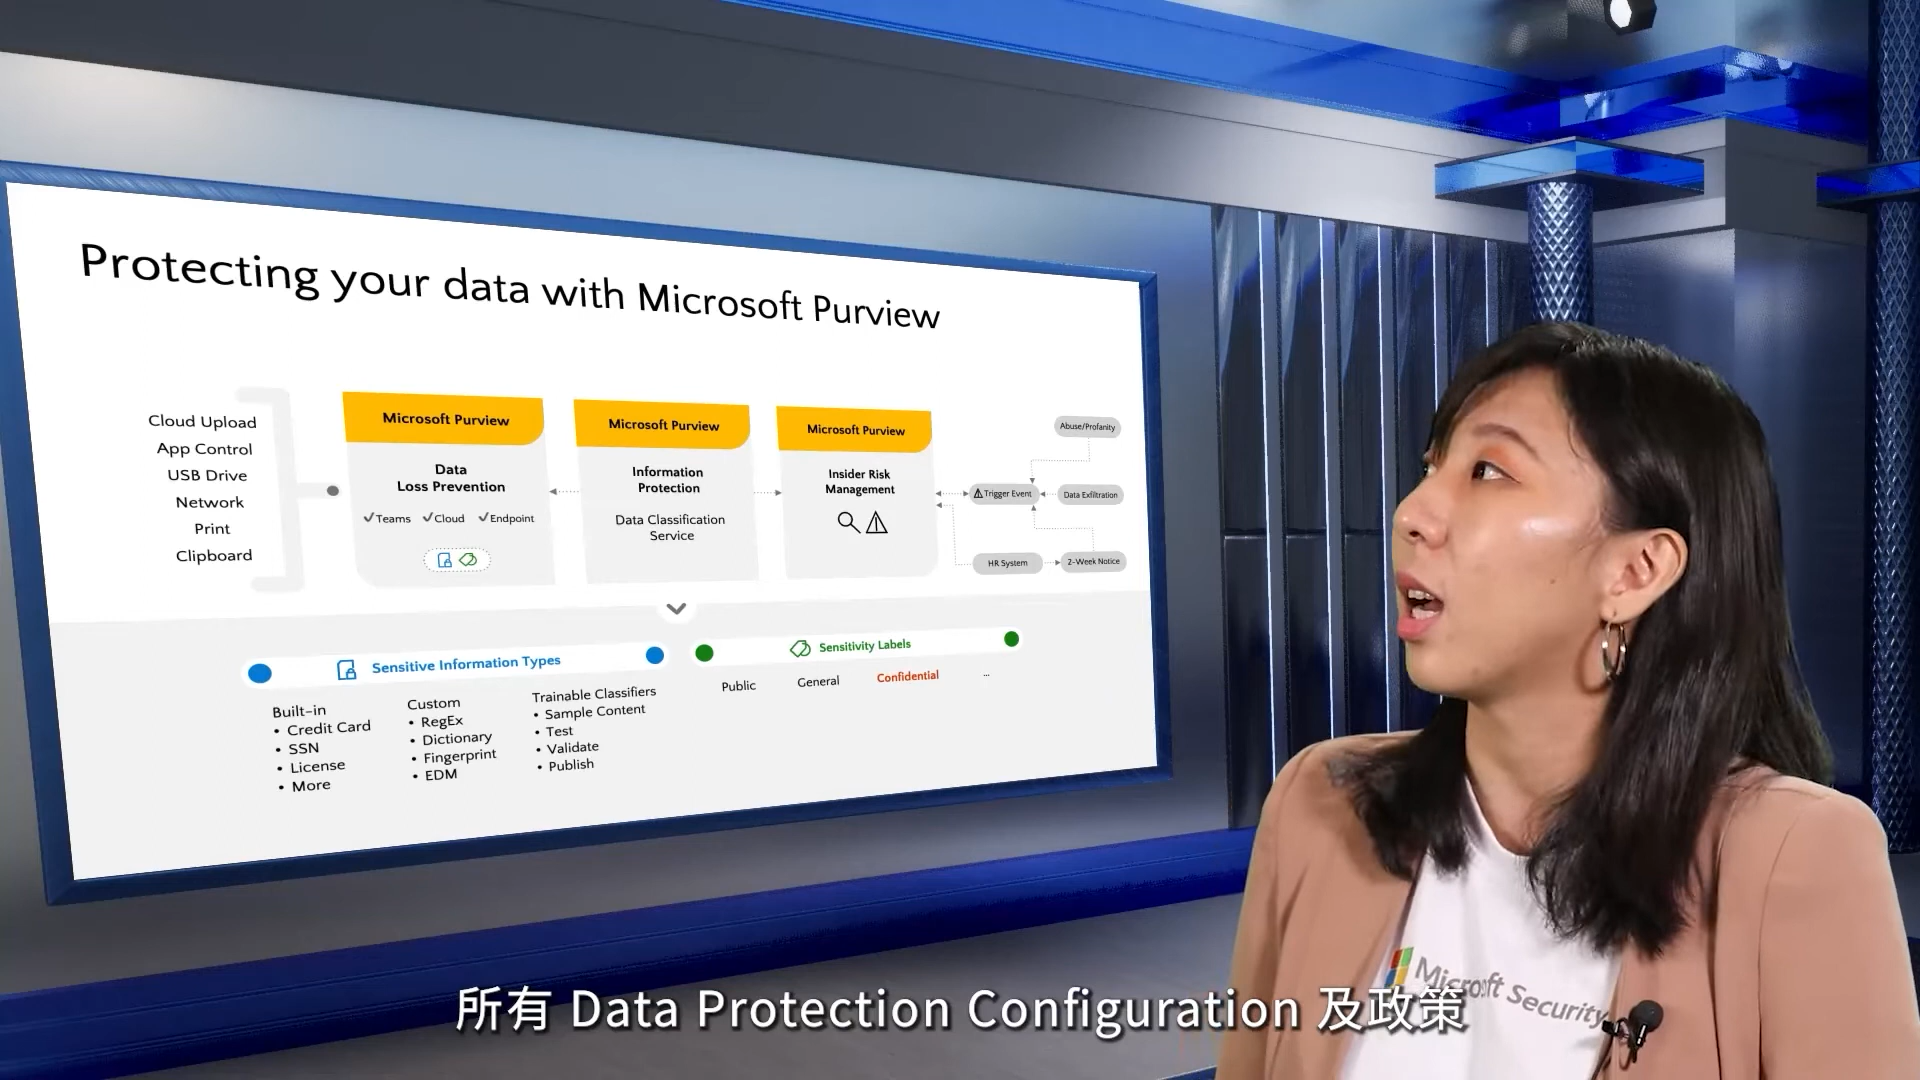 Protecting your data with Microsoft Purview
Cloud Upload
App Control
USB Drive
Network
Print
Clipboard
Microsoft Purview
Data
Loss Prevention
✓Teams ✓Cloud ✓Endpoint
Microsoft Purview
Information
Protection
Data Classification
Service
Microsoft Purview
Insider Risk
Management
Abuse/Profanity
Trigger Event
Data Exfiltration
HR System
2-Week Notice
Sensitive Information Types
Built-in
• Credit Card
• SSN
• License
• More
Custom
• RegEx
• Dictionary
• Fingerprint
• EDM
Trainable Classifiers
• Sample Content
• Test
• Validate
• Publish
Sensitivity Labels
Public
General
Confidential
...
Microsoft Security
所有 Data Protection Configuration 及政策